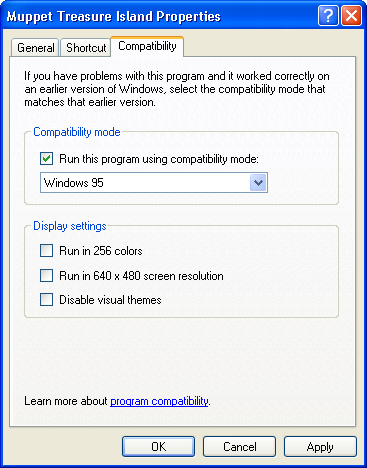 Muppet Treasure Island Properties
General Shortcut Compatibility
If you have problems with this program and it worked correctly on
an earlier version of Windows, select the compatibility mode that
matches that earlier version.
Compatibility mode
Run this program using compatibility mode:
Windows 95
Display settings
Run in 256 colors
Run in 640 x 480 screen resolution
Disable visual themes
Learn more about program compatibility.
OK Cancel Apply